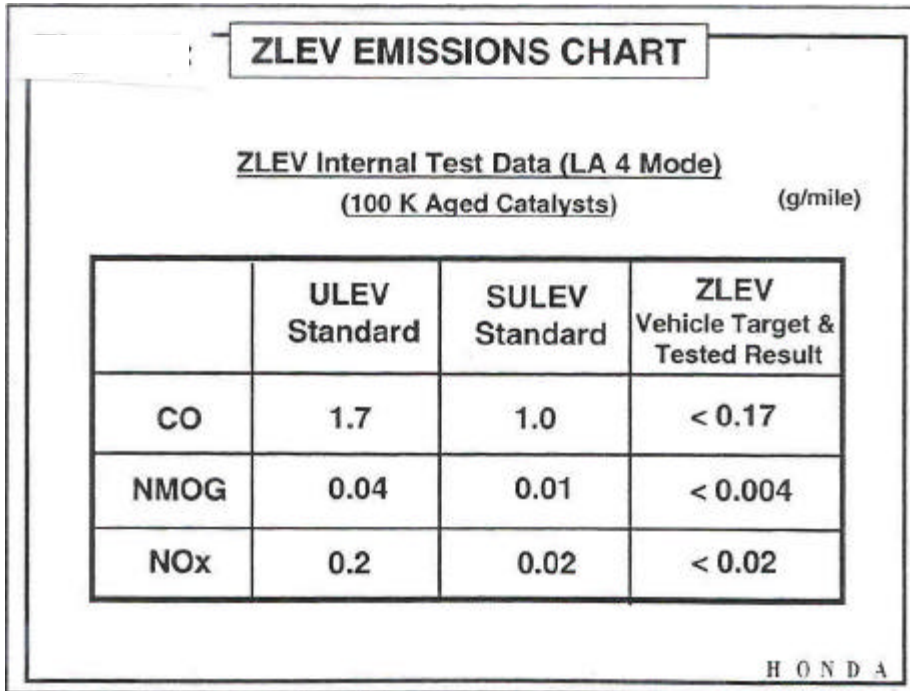 ZLEV EMISSIONS CHART
ZLEV Internal Test Data (LA 4 Mode)
(100 K Aged Catalysts)
(g/mile)
ULEV Standard SULEV Standard ZLEV Vehicle Target & Tested Result
CO 1.7 1.0 < 0.17
NMOG 0.04 0.01 < 0.004
NOx 0.2 0.02 < 0.02
HONDA